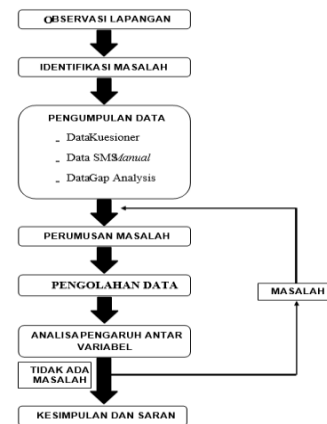 OBSERVASI LAPANGAN
IDENTIFIKASI MASALAH
PENGUMPULAN DATA
- DataKuesioner
- Data SMSManual
- DataGap Analysis
PERUMUSAN MASALAH
PENGOLAHAN DATA
MASALAH
ANALISA PENGARUH ANTAR
VARIABEL
TIDAK ADA
MASALAH
KESIMPULAN DAN SARAN